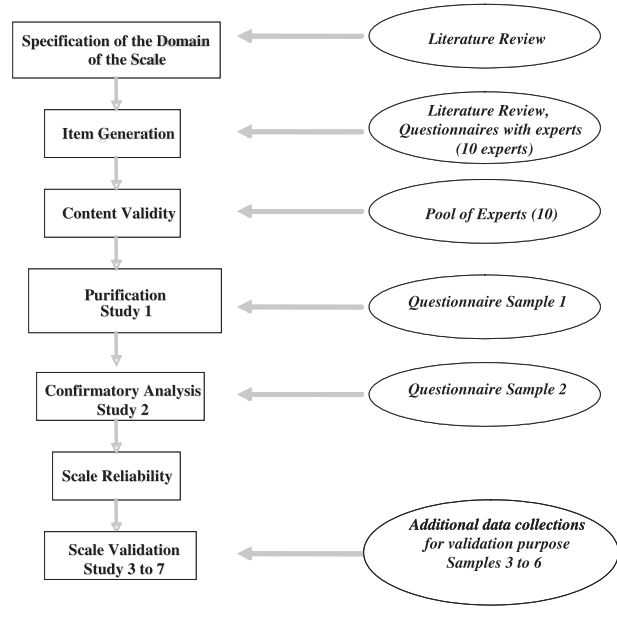 Specification of the Domain
of the Scale
Literature Review
Item Generation
Literature Review,
Questionnaires with experts
(10 experts)
Content Validity
Pool of Experts (10)
Purification
Study 1
Questionnaire Sample 1
Confirmatory Analysis
Study 2
Questionnaire Sample 2
Scale Reliability
Scale Validation
Study 3 to 7
Additional data collections
for validation purpose
Samples 3 to 6